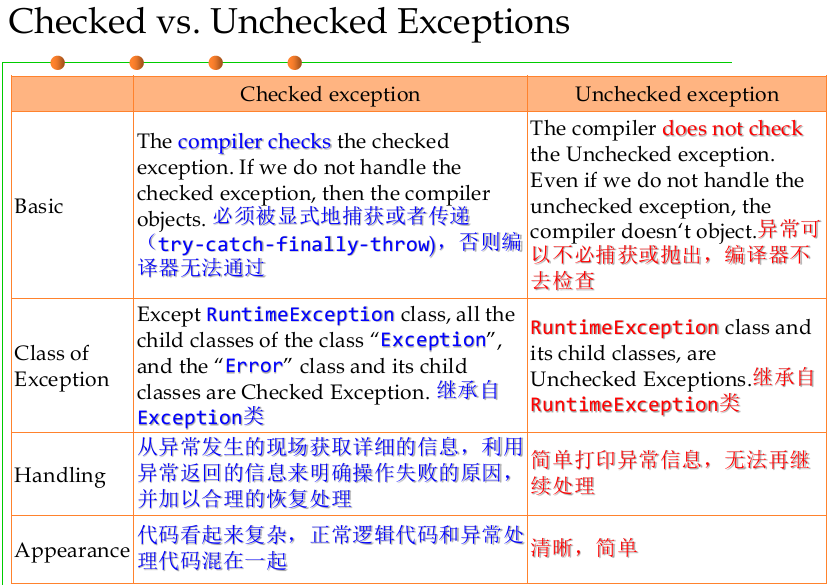 Checked vs. Unchecked Exceptions
Checked exception
Unchecked exception
Basic
The compiler checks the checked
exception. If we do not handle the
checked exception, then the compiler
objects. 必须被显式地捕获或者传递
（try-catch-finally-throw)，否则编
译器无法通过
The compiler does not check
the Unchecked exception.
Even if we do not handle the
unchecked exception, the
compiler doesn‘t object.异常可
以不必捕获或抛出，编译器不
去检查
Class of
Exception
Except RuntimeException class, all the
child classes of the class “Exception”,
and the “Error” class and its child
classes are Checked Exception. 继承自
Exception类
RuntimeException class and
its child classes, are
Unchecked Exceptions.继承自
RuntimeException类
Handling
从异常发生的现场获取详细的信息，利用
异常返回的信息来明确操作失败的原因，
并加以合理的恢复处理
简单打印异常信息，无法再继
续处理
Appearance
代码看起来复杂，正常逻辑代码和异常处
理代码混在一起
清晰，简单